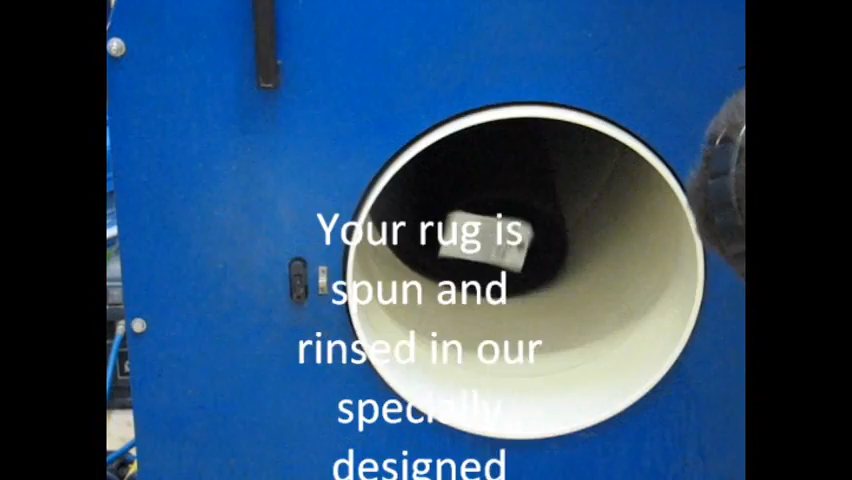 Your rug is
spun and
rinsed in our
specially
designed